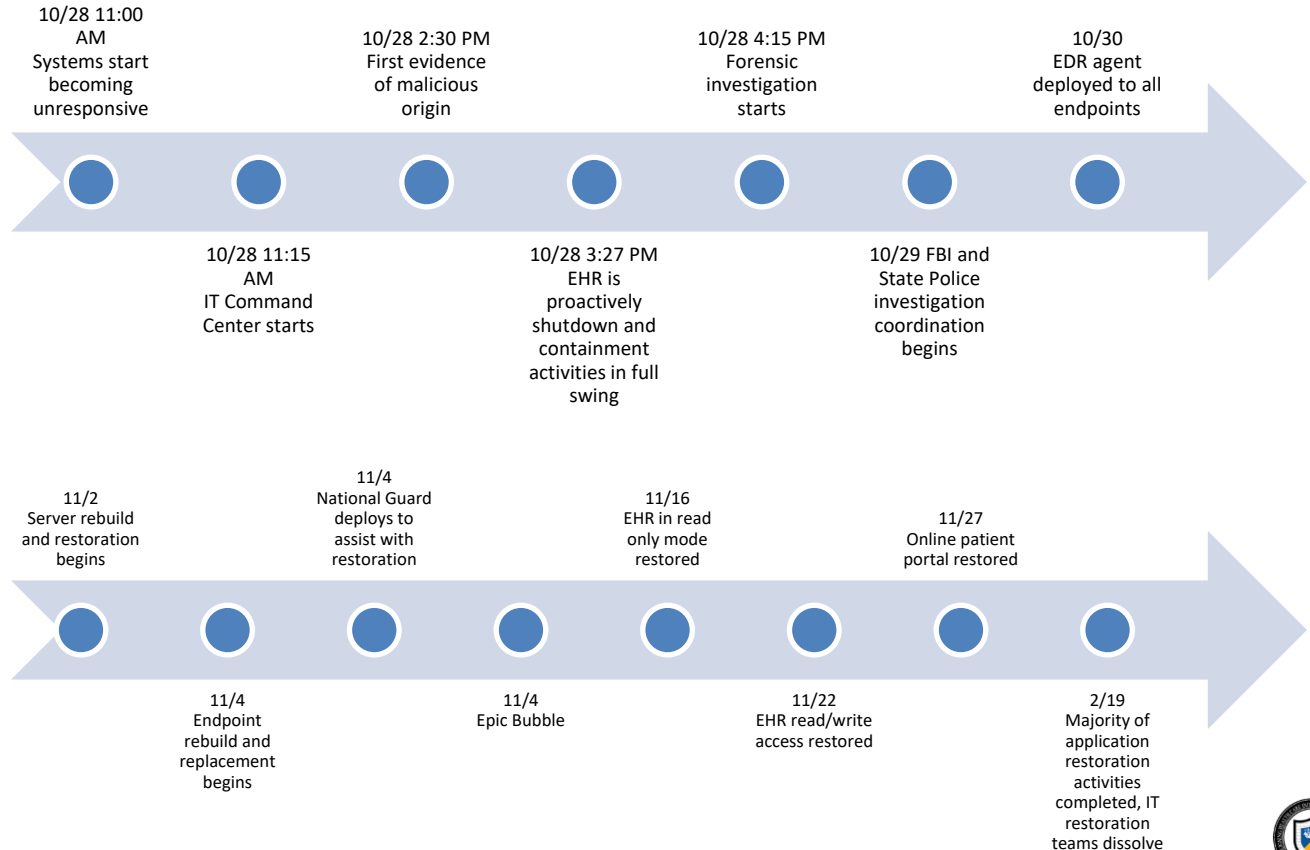 10/28 11:00
AM
Systems start
becoming
unresponsive
10/28 11:15
AM
IT Command
Center starts
10/28 2:30 PM
First evidence
of malicious
origin
10/28 3:27 PM
EHR is
proactively
shutdown and
containment
activities in full
swing
10/28 4:15 PM
Forensic
investigation
starts
10/29 FBI and
State Police
investigation
coordination
begins
10/30
EDR agent
deployed to all
endpoints
11/2
Server rebuild
and restoration
begins
11/4
Endpoint
rebuild and
replacement
begins
11/4
National Guard
deploys to
assist with
restoration
11/4
Epic Bubble
11/16
EHR in read
only mode
restored
11/22
EHR read/write
access restored
11/27
Online patient
portal restored
2/19
Majority of
application
restoration
activities
completed, IT
restoration
teams dissolve